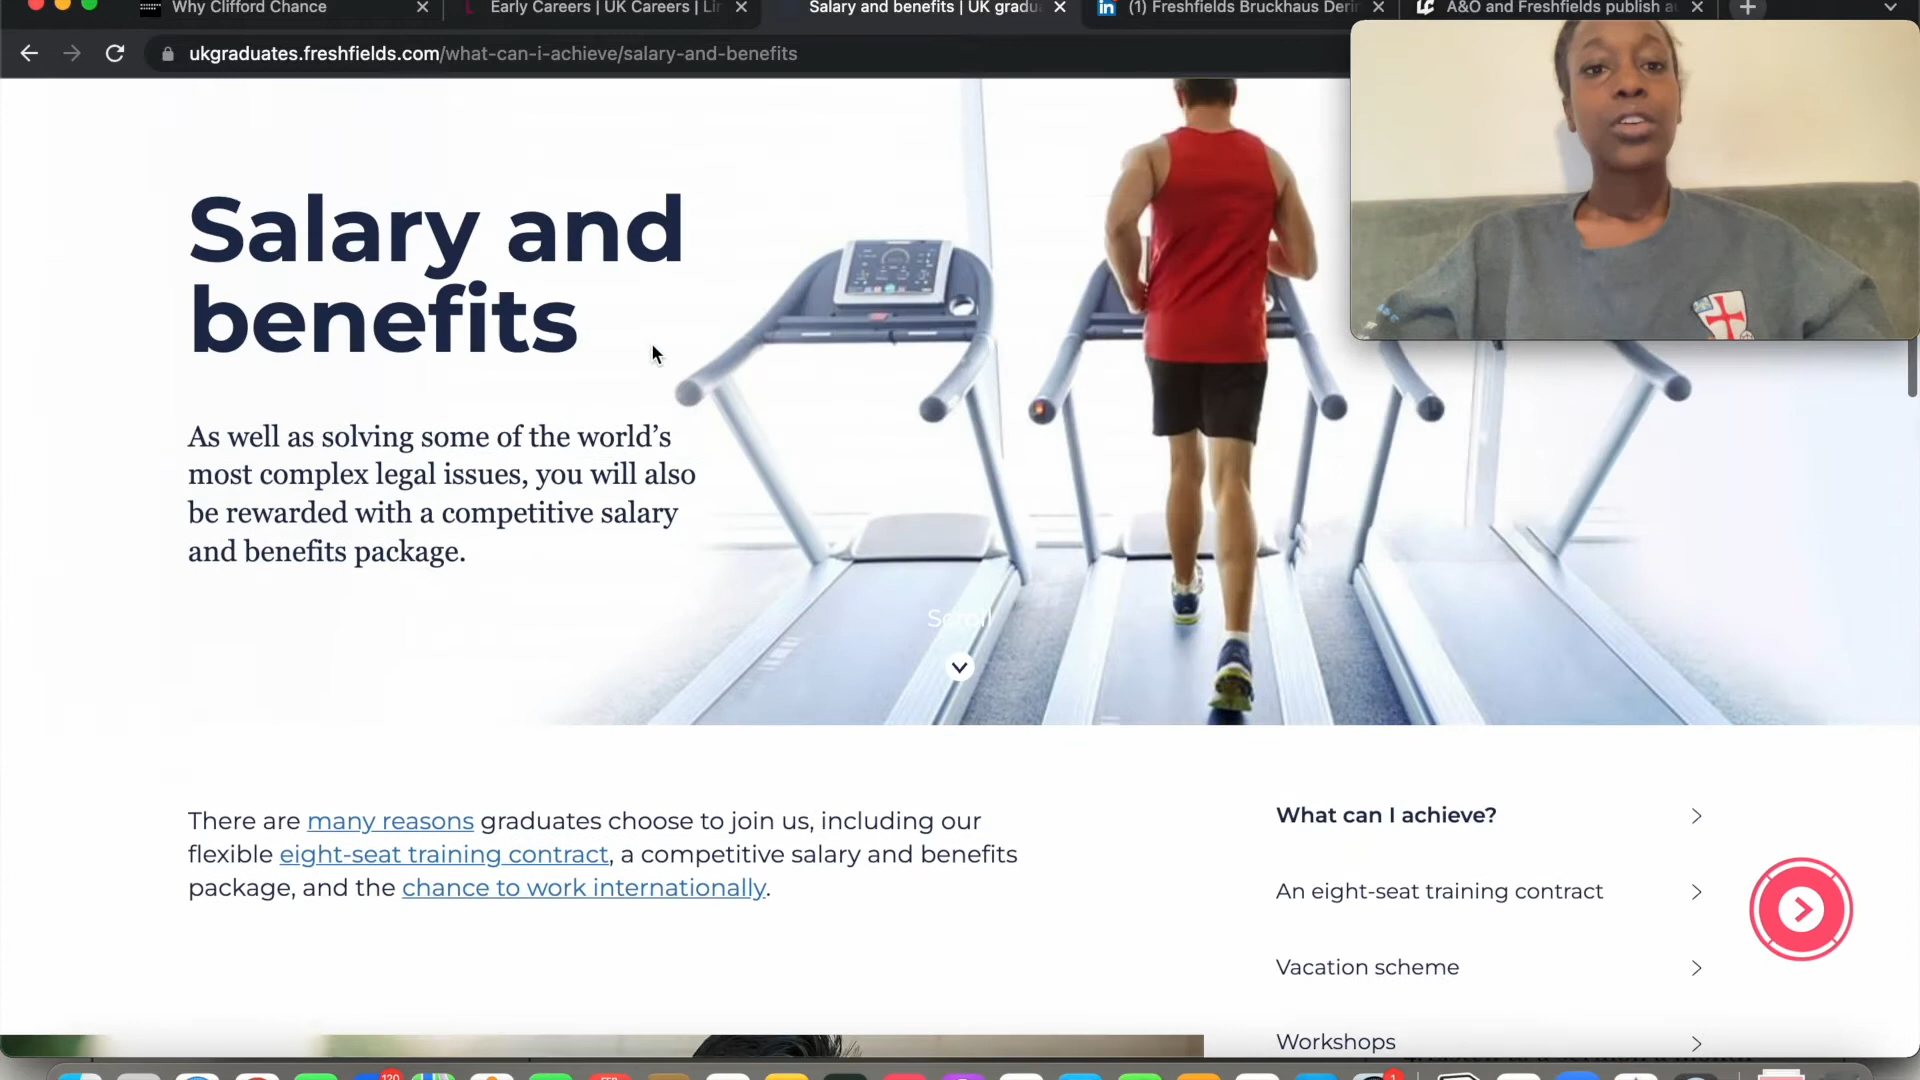 Why Clifford Chance
Early Careers | UK Careers | Lin
Salary and benefits | UK gradu
(1) Freshfields Bruckhaus Derin
A&O and Freshfields publish a
ukgraduates.freshfields.com/what-can-i-achieve/salary-and-benefits
Salary and
benefits
As well as solving some of the world's
most complex legal issues, you will also
be rewarded with a competitive salary
and benefits package.
Scroll
There are many reasons graduates choose to join us, including our
flexible eight-seat training contract, a competitive salary and benefits
package, and the chance to work internationally.
What can I achieve?
An eight-seat training contract
Vacation scheme
Workshops
120
1